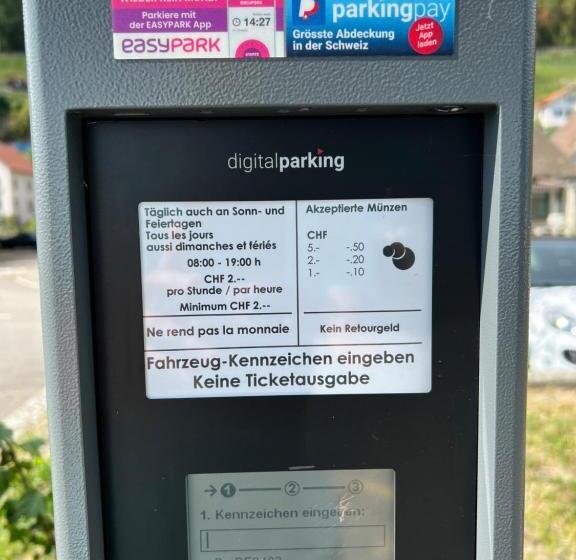 Parkiere mit
der EASYPARK App
easypark
14:27
parkingpay
Grösste Abdeckung
in der Schweiz
Jetzt
App
laden
digitalparking
Täglich auch an Sonn- und
Feiertagen
Tous les jours
aussi dimanches et fériés
08:00 - 19:00 h
CHF 2.--
pro Stunde / par heure
Minimum CHF 2.--
Akzeptierte Münzen
CHF
5.- -.50
2.- -.20
1.- -.10
Ne rend pas la monnaie
Kein Retourgeld
Fahrzeug-Kennzeichen eingeben
Keine Ticketausgabe
1 2 3
1. Kennzeichen eingeben: